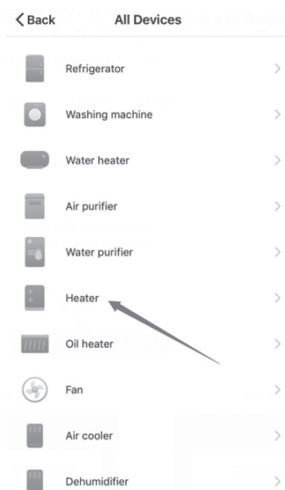 Back
All Devices
Refrigerator
Washing machine
Water heater
Air purifier
Water purifier
Heater
Oil heater
Fan
Air cooler
Dehumidifier